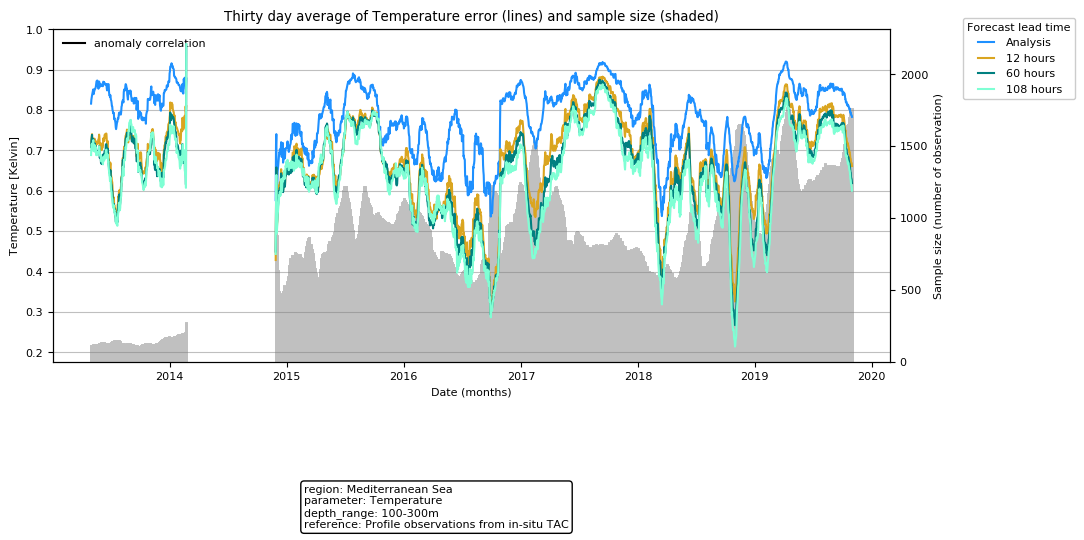 Thirty day average of Temperature error (lines) and sample size (shaded)
Forecast lead time
Analysis
12 hours
60 hours
108 hours
anomaly correlation
Temperature [Kelvin]
1.0
0.9
0.8
0.7
0.6
0.5
0.4
0.3
0.2
2000
1500
1000
500
0
Sample size (number of observation)
2014
2015
2016
2017
2018
2019
2020
Date (months)
region: Mediterranean Sea
parameter: Temperature
depth_range: 100-300m
reference: Profile observations from in-situ TAC